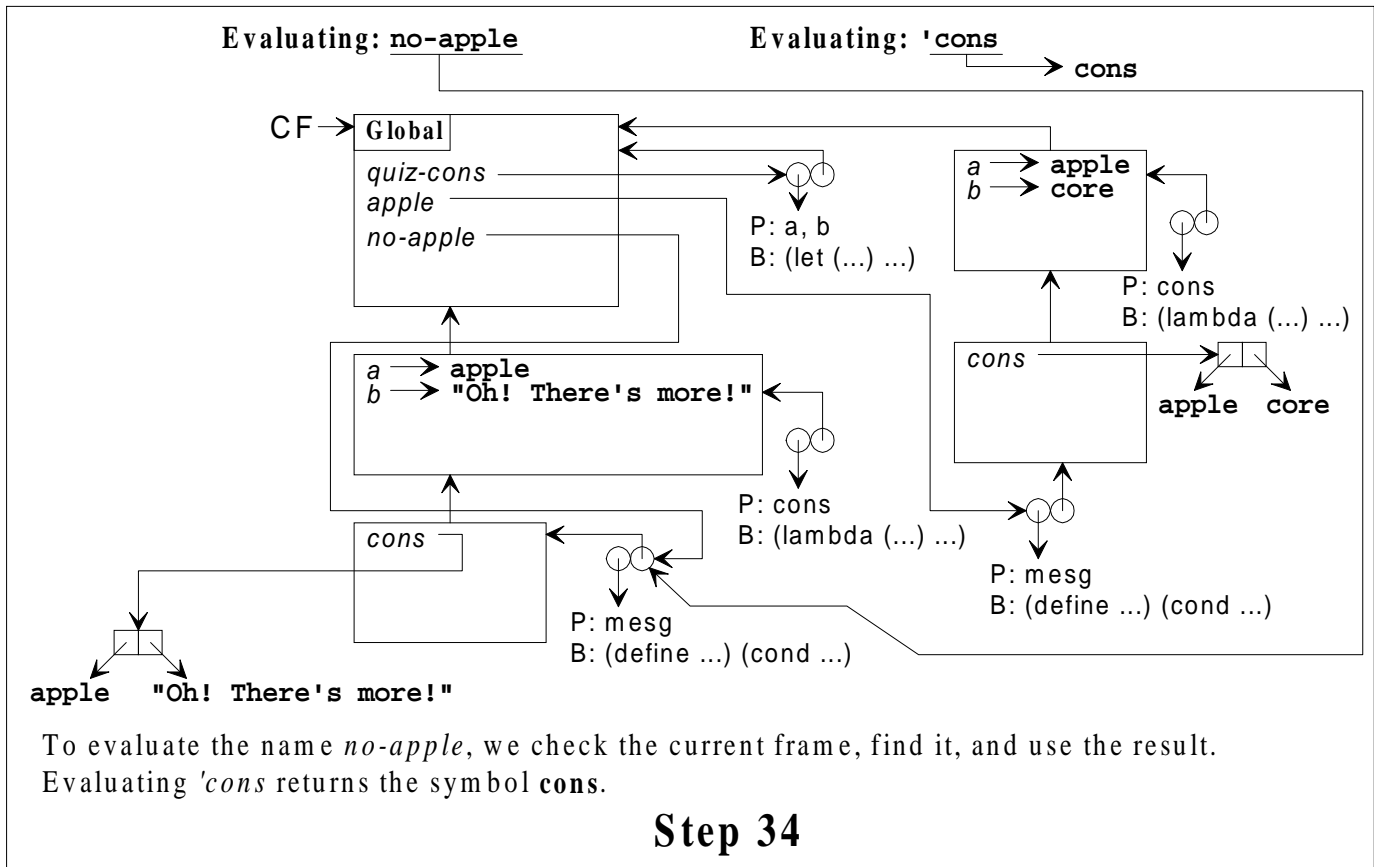 Evaluating: no-apple
Evaluating: 'cons
cons
CF
Global
quiz-cons
apple
no-apple
P: a, b
B: (let (...) ...)
a apple
b core
P: cons
B: (lambda (...) ...)
a apple
b "Oh! There's more!"
P: cons
B: (lambda (...) ...)
cons
apple core
cons
P: mesg
B: (define ...) (cond ...)
P: mesg
B: (define ...) (cond ...)
apple "Oh! There's more!"
To evaluate the name no-apple, we check the current frame, find it, and use the result.
Evaluating 'cons returns the symbol cons.
Step 34